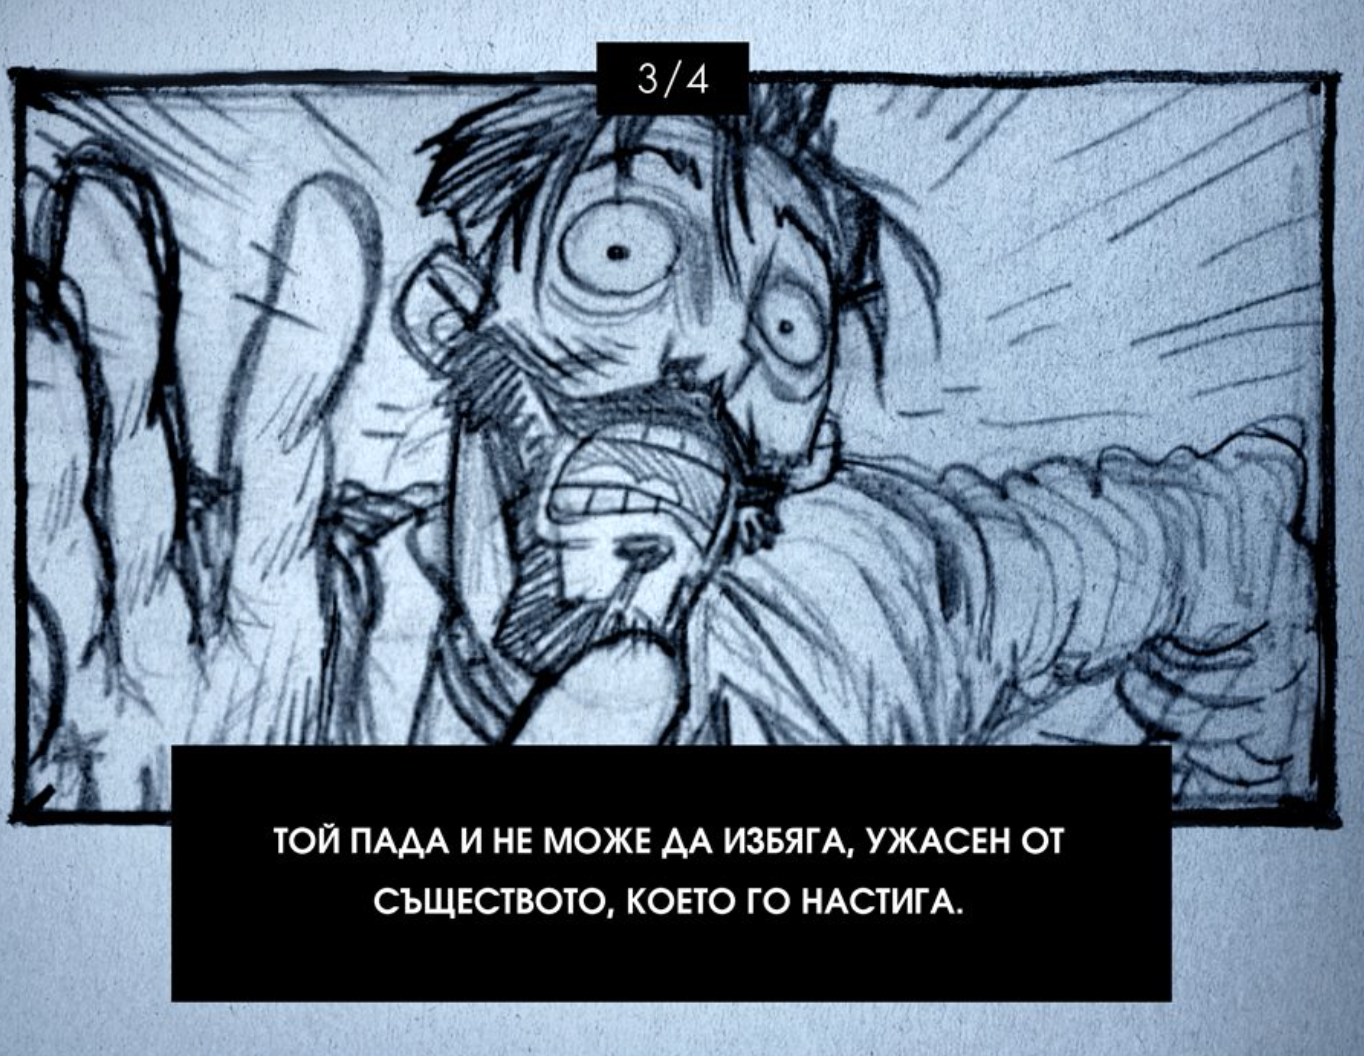 3/4
ТОЙ ПАДА И НЕ МОЖЕ ДА ИЗБЯГА, УЖАСЕН ОТ
СЪЩЕСТВОТО, КОЕТО ГО НАСТИГА.